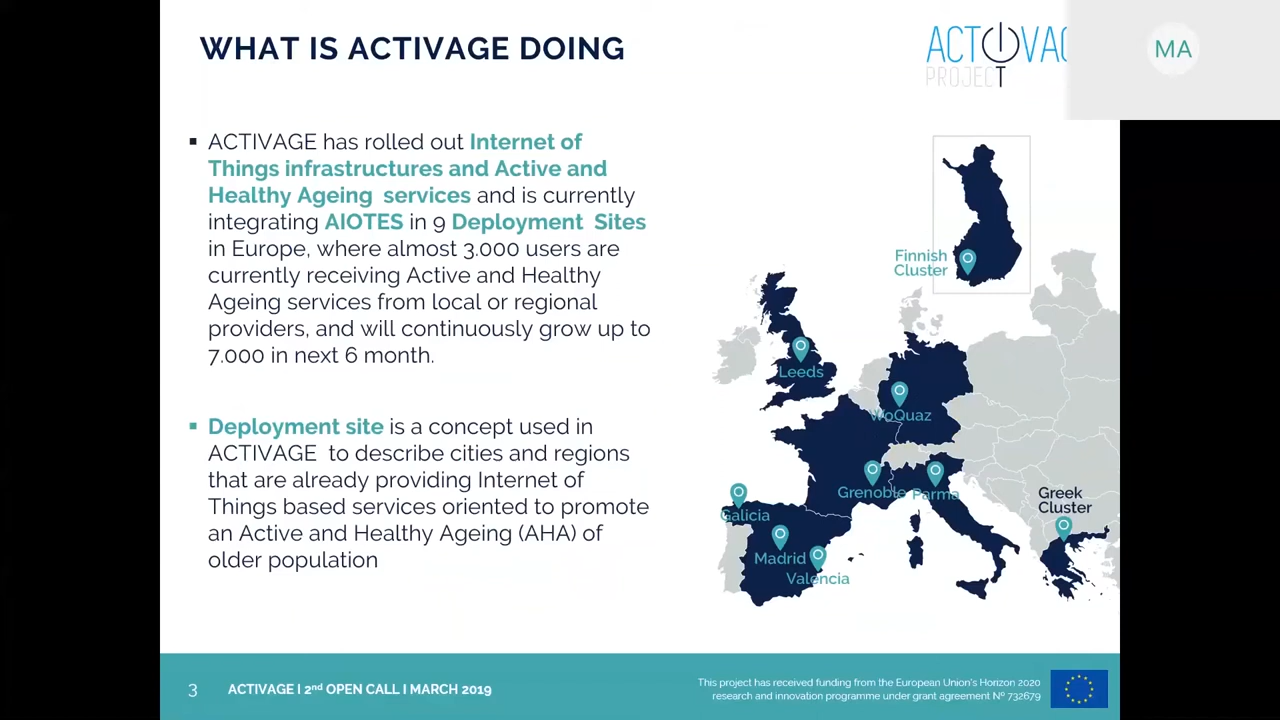 WHAT IS ACTIVAGE DOING
MA
PROJECT
▪ ACTIVAGE has rolled out Internet of
Things infrastructures and Active and
Healthy Ageing services and is currently
integrating AIOTES in 9 Deployment Sites
in Europe, where almost 3.000 users are
currently receiving Active and Healthy
Ageing services from local or regional
providers, and will continuously grow up to
7.000 in next 6 month.
▪ Deployment site is a concept used in
ACTIVAGE to describe cities and regions
that are already providing Internet of
Things based services oriented to promote
an Active and Healthy Ageing (AHA) of
older population
Finnish
Cluster
Leeds
WoQuaz
Grenoble
Parma
Greek
Cluster
Galicia
Madrid
Valencia
3
ACTIVAGE I 2nd OPEN CALL I MARCH 2019
This project has received funding from the European Union's Horizon 2020
research and innovation programme under grant agreement Nº 732679